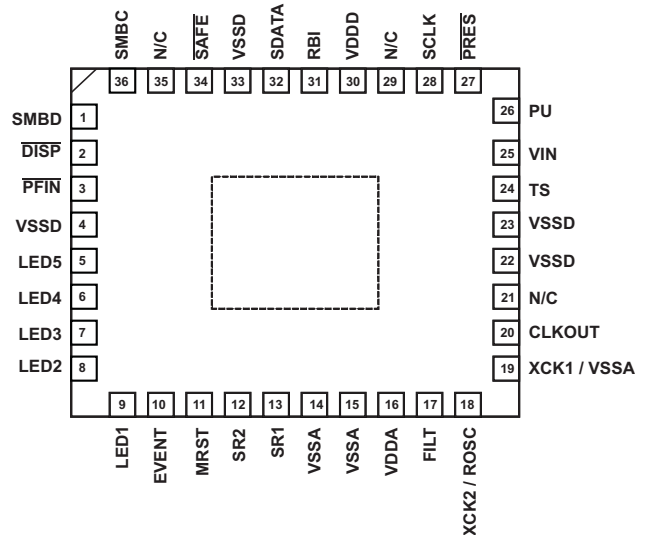 SMBC N/C SAFE VSSD SDATA RBI VDDD N/C SCLK PRES
36 35 34 33 32 31 30 29 28 27
SMBD 1
DISP 2
PFIN 3
VSSD 4
LED5 5
LED4 6
LED3 7
LED2 8
26 PU
25 VIN
24 TS
23 VSSD
22 VSSD
21 N/C
20 CLKOUT
19 XCK1 / VSSA
9 10 11 12 13 14 15 16 17 18
LED1 EVENT MRST SR2 SR1 VSSA VSSA VDDA FILT XCK2 / ROSC